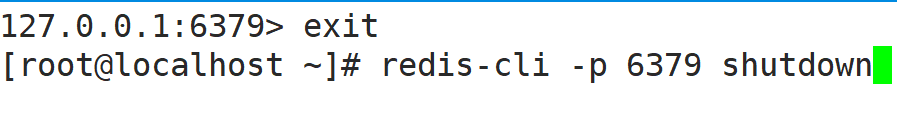 127.0.0.1:6379> exit
[root@localhost ~]# redis-cli -p 6379 shutdown